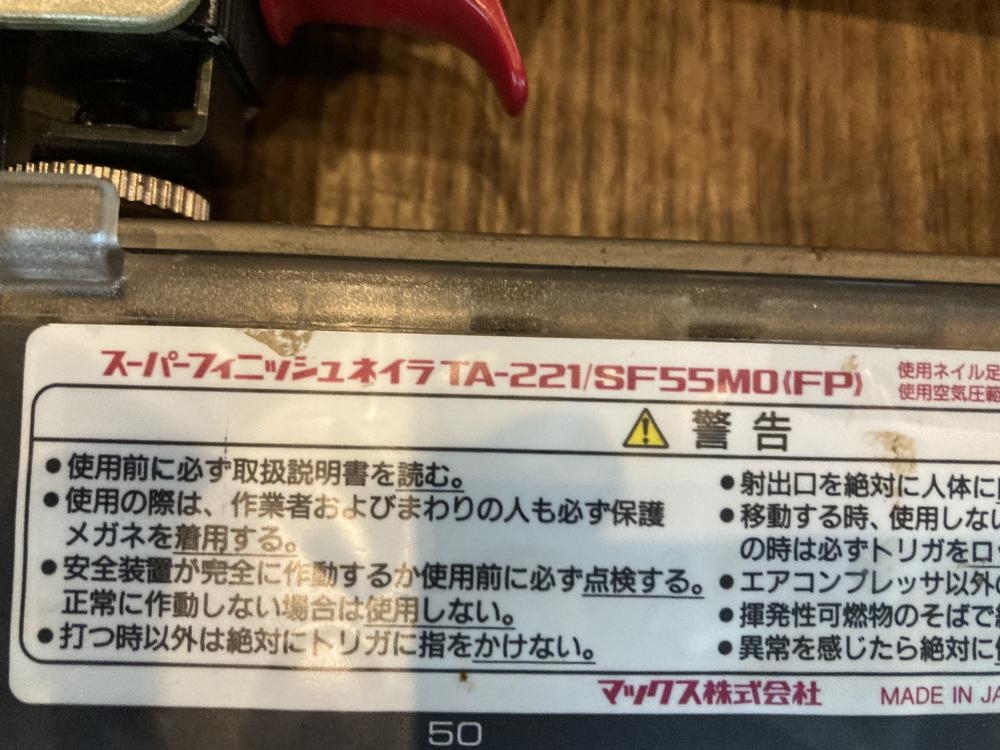 スーパーフィニッシュネイラ TA-221/SF55MO(FP)
使用ネイル足
使用空気圧範
警告
●使用前に必ず取扱説明書を読む。
●使用の際は、作業者およびまわりの人も必ず保護
メガネを着用する。
●安全装置が完全に作動するか使用前に必ず点検する。
正常に作動しない場合は使用しない。
●打つ時以外は絶対にトリガに指をかけない。
●射出口を絶対に人体に
●移動する時、使用しない
の時は必ずトリガをロッ
●エアコンプレッサ以外の
●揮発性可燃物のそばで絶
●異常を感じたら絶対に使
マックス株式会社
MADE IN JA
50